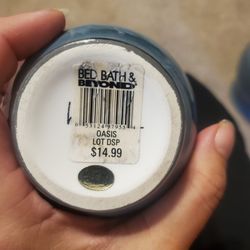 BED BATH &
BEYOND
OASIS
LOT DSP
$14.99